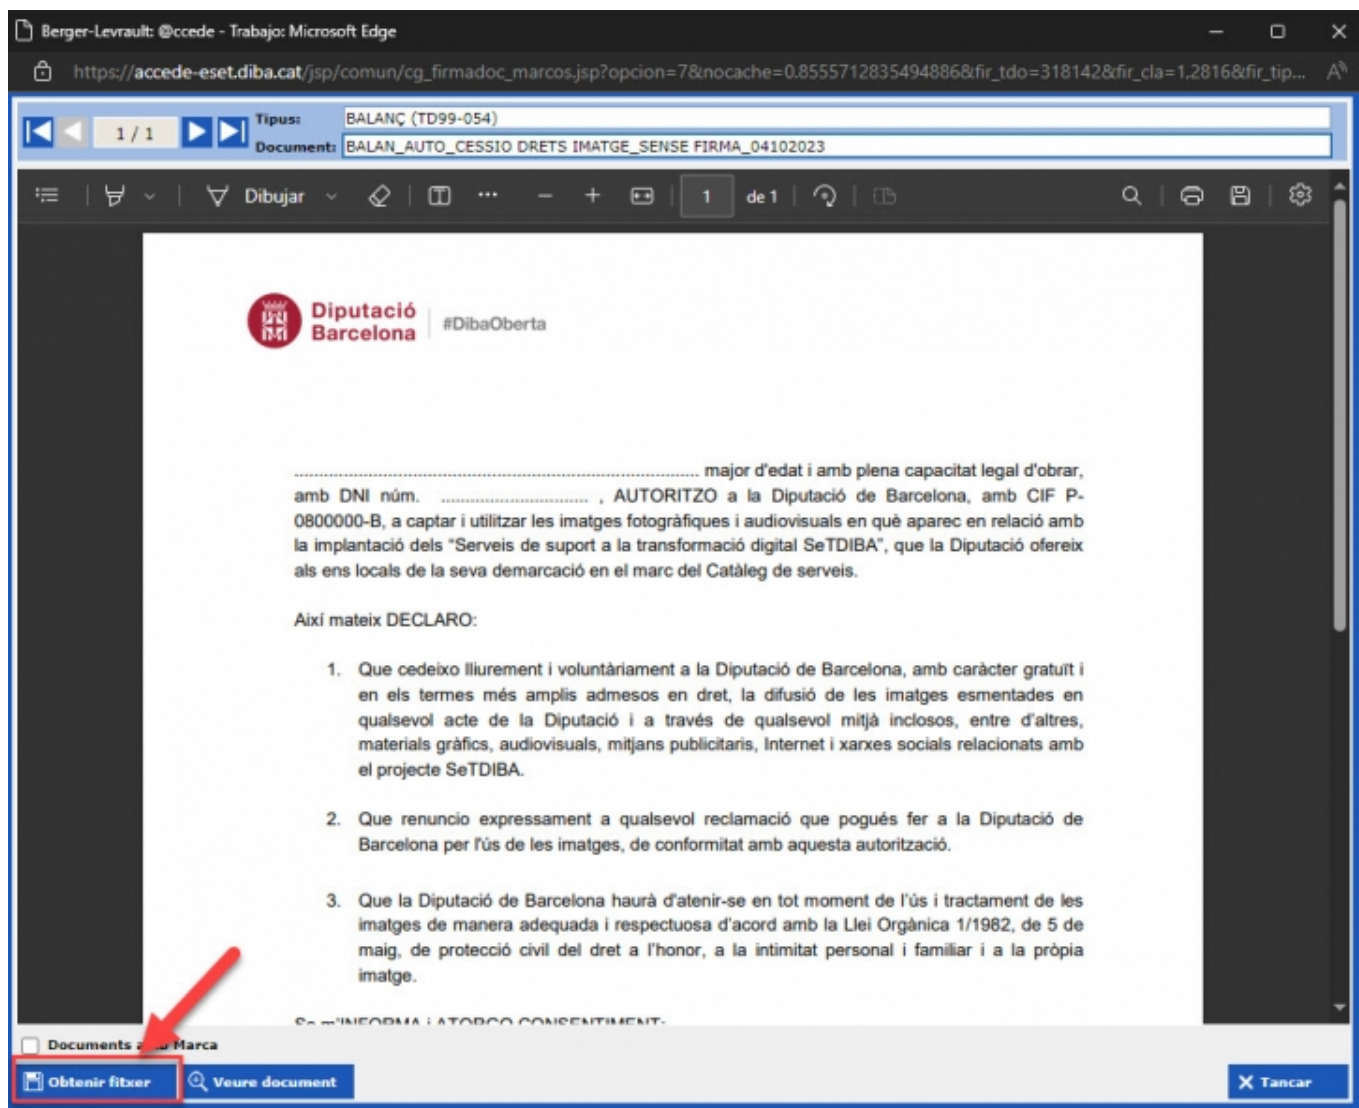 Berger-Levrault: @ccede - Trabajo: Microsoft Edge
https://accede-eset.diba.cat/jsp/comun/cg_firmadoc_marcos.jsp?opcion=7&nocache=0.8555712835494886&fir_tdo=318142&fir_cla=1.2816&fir_tip...
Tipus: BALANÇ (TD99-054)
1 / 1
Document: BALAN_AUTO_CESSIO DRETS IMATGE_SENSE FIRMA_04102023
Dibujar 1 de 1
Diputació
Barcelona
#DibaOberta
................................................................................... major d'edat i amb plena capacitat legal d'obrar,
amb DNI núm. .............................. , AUTORITZO a la Diputació de Barcelona, amb CIF P-
0800000-B, a captar i utilitzar les imatges fotogràfiques i audiovisuals en què aparec en relació amb
la implantació dels “Serveis de suport a la transformació digital SeTDIBA”, que la Diputació ofereix
als ens locals de la seva demarcació en el marc del Catàleg de serveis.
Així mateix DECLARO:
1. Que cedeixo lliurement i voluntàriament a la Diputació de Barcelona, amb caràcter gratuït i
en els termes més amplis admesos en dret, la difusió de les imatges esmentades en
qualsevol acte de la Diputació i a través de qualsevol mitjà inclosos, entre d’altres,
materials gràfics, audiovisuals, mitjans publicitaris, Internet i xarxes socials relacionats amb
el projecte SeTDIBA.
2. Que renuncio expressament a qualsevol reclamació que pogués fer a la Diputació de
Barcelona per l'ús de les imatges, de conformitat amb aquesta autorització.
3. Que la Diputació de Barcelona haurà d'atenir-se en tot moment de l’ús i tractament de les
imatges de manera adequada i respectuosa d’acord amb la Llei Orgànica 1/1982, de 5 de
maig, de protecció civil del dret a l’honor, a la intimitat personal i familiar i a la pròpia
imatge.
Se m'INFORMA i ATORGO CONSENTIMENT:
Documents Marca
Obtenir fitxer
Veure document
Tancar